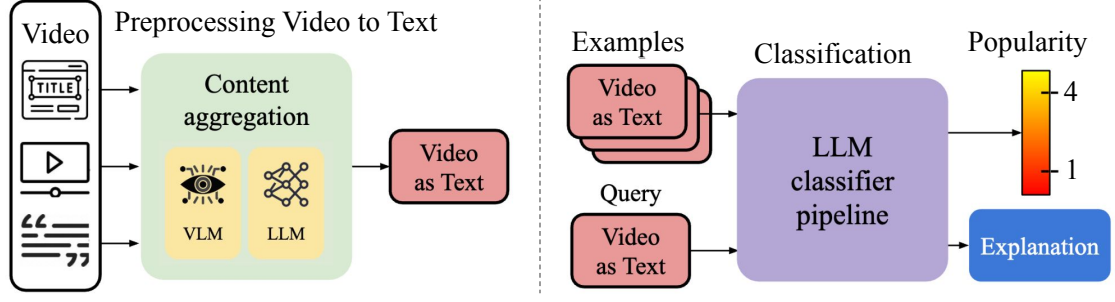 Preprocessing Video to Text
Video
TITLE
Content
aggregation
VLM
LLM
Video
as Text
Examples
Video
as Text
Query
Video
as Text
Classification
LLM
classifier
pipeline
Popularity
4
1
Explanation